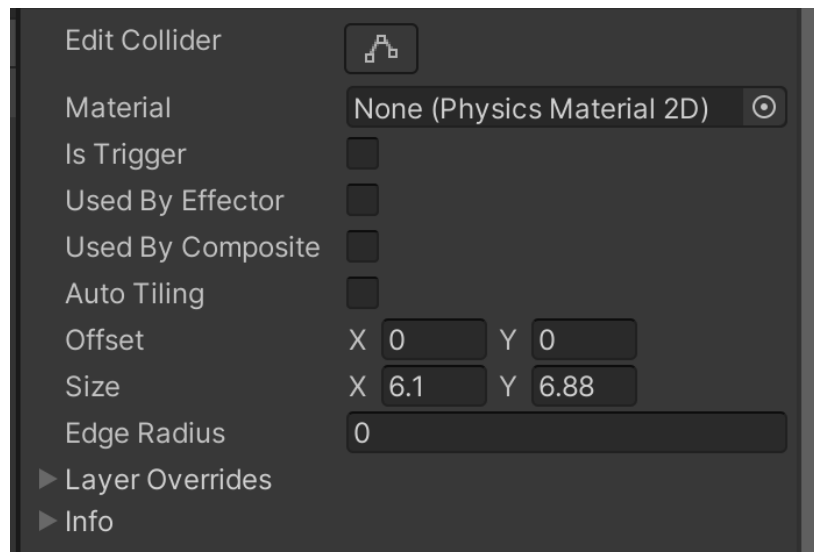 Edit Collider
Material None (Physics Material 2D)
Is Trigger
Used By Effector
Used By Composite
Auto Tiling
Offset X 0 Y 0
Size X 6.1 Y 6.88
Edge Radius 0
Layer Overrides
Info